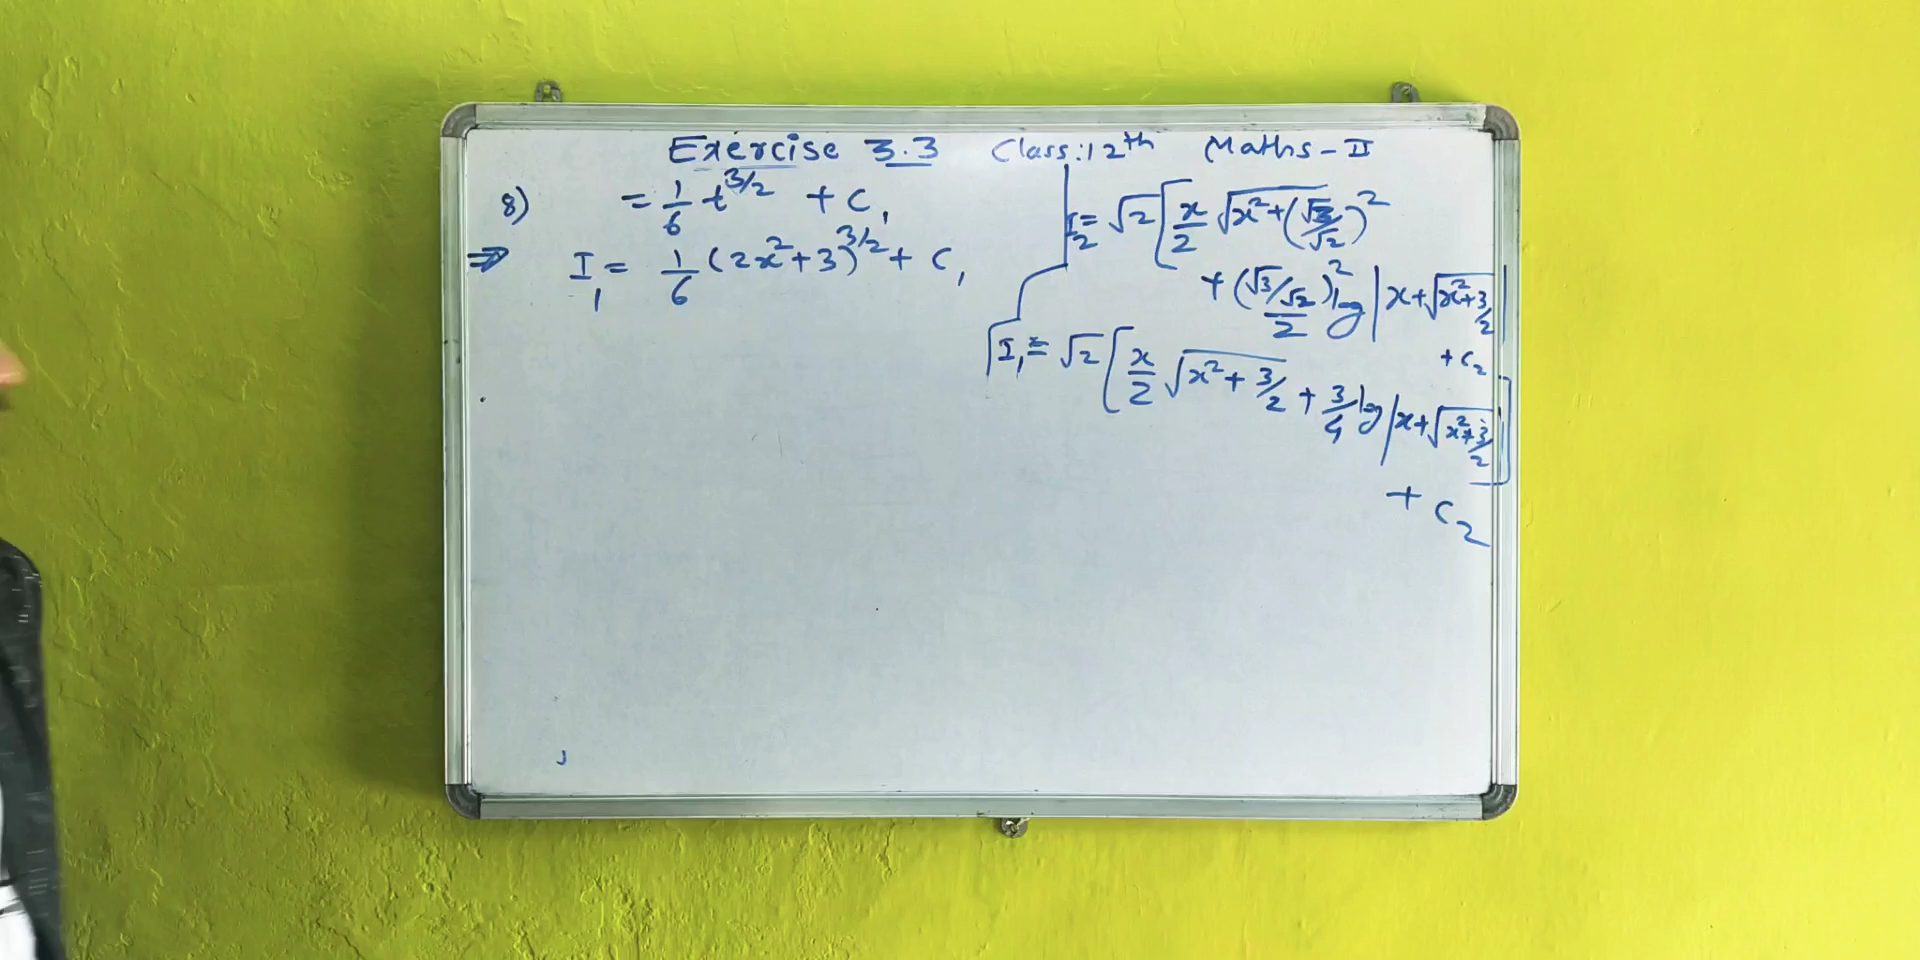 Exercise 3.3 Class:12th Maths-II
8) = 1/6 t^3/2 + C1
⇒ I1 = 1/6 (2x²+3)^3/2 + C1
I2 = √2 [x/2 √x²+(√3/√2)²
+ (√3/√2)²/2 log |x+√x²+3/2|
+ C2
I1 = √2 [x/2 √x²+3/2 + 3/4 log |x+√x²+3/2|]
+ C2